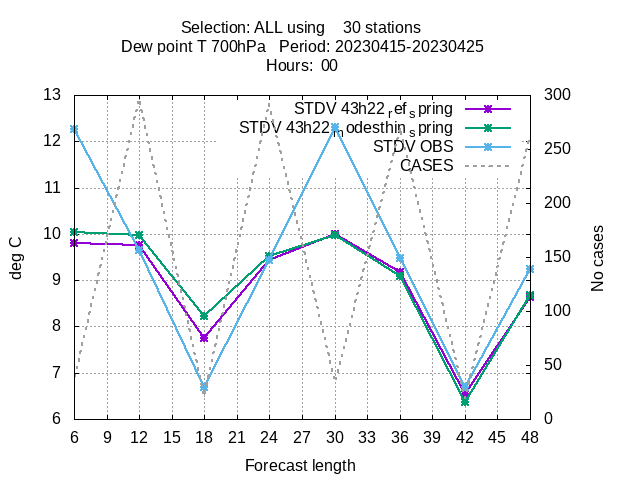 Selection: ALL using    30 stations
Dew point T 700hPa   Period: 20230415-20230425
Hours:  00
STDV 43h22ref_spring
STDV 43h22modesthin_spring
STDV OBS
CASES
13
12
11
10
9
8
7
6
300
250
200
150
100
50
0
deg C
No cases
6 9 12 15 18 21 24 27 30 33 36 39 42 45 48
Forecast length